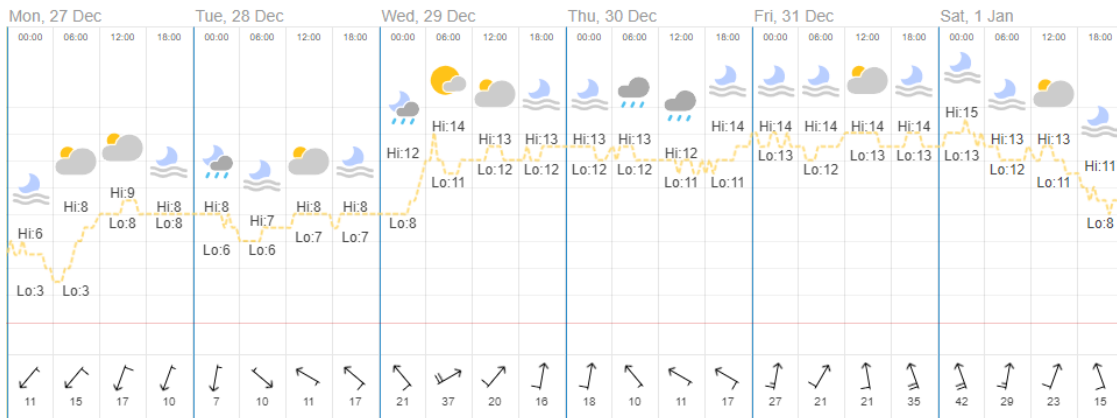 Mon, 27 Dec Tue, 28 Dec Wed, 29 Dec Thu, 30 Dec Fri, 31 Dec Sat, 1 Jan
00:00 06:00 12:00 18:00 00:00 06:00 12:00 18:00 00:00 06:00 12:00 18:00 00:00 06:00 12:00 18:00 00:00 06:00 12:00 18:00 00:00 06:00 12:00 18:00
Hi:6 Hi:8 Hi:9 Hi:8 Hi:8 Hi:7 Hi:8 Hi:8 Hi:12 Hi:14 Hi:13 Hi:13 Hi:13 Hi:13 Hi:12 Hi:14 Hi:14 Hi:14 Hi:14 Hi:14 Hi:15 Hi:13 Hi:13 Hi:11
Lo:3 Lo:3 Lo:8 Lo:8 Lo:6 Lo:6 Lo:7 Lo:7 Lo:8 Lo:11 Lo:12 Lo:12 Lo:12 Lo:12 Lo:11 Lo:11 Lo:13 Lo:12 Lo:13 Lo:13 Lo:13 Lo:12 Lo:11 Lo:8
11 15 17 10 7 10 11 17 21 37 20 16 18 10 11 17 27 21 21 35 42 29 23 15